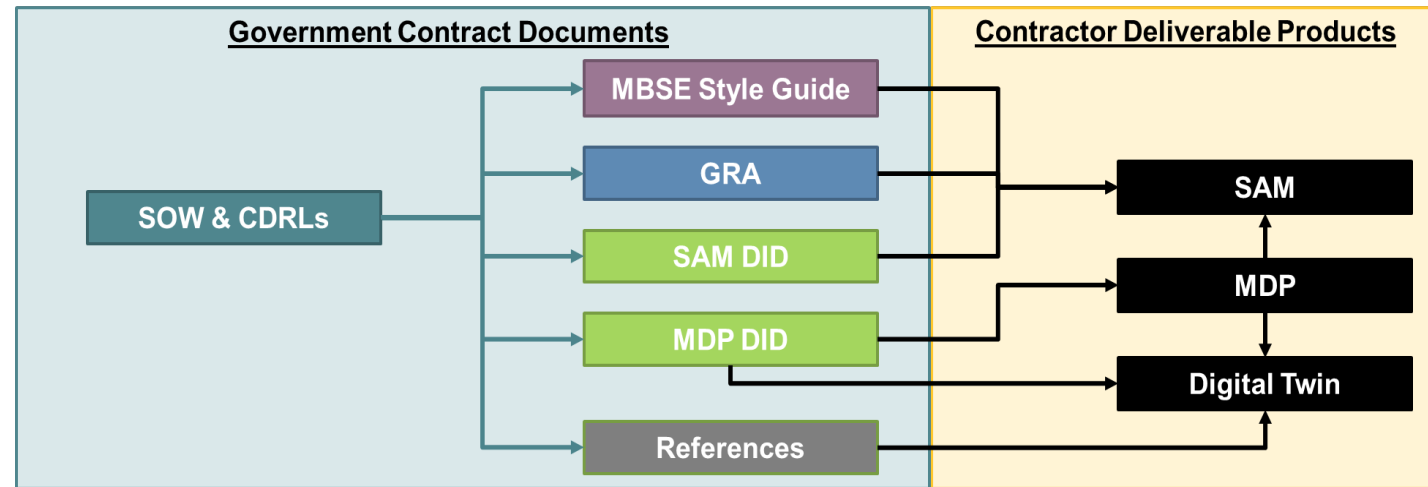 Government Contract Documents
Contractor Deliverable Products
MBSE Style Guide
GRA
SOW & CDRLs
SAM DID
MDP DID
References
SAM
MDP
Digital Twin